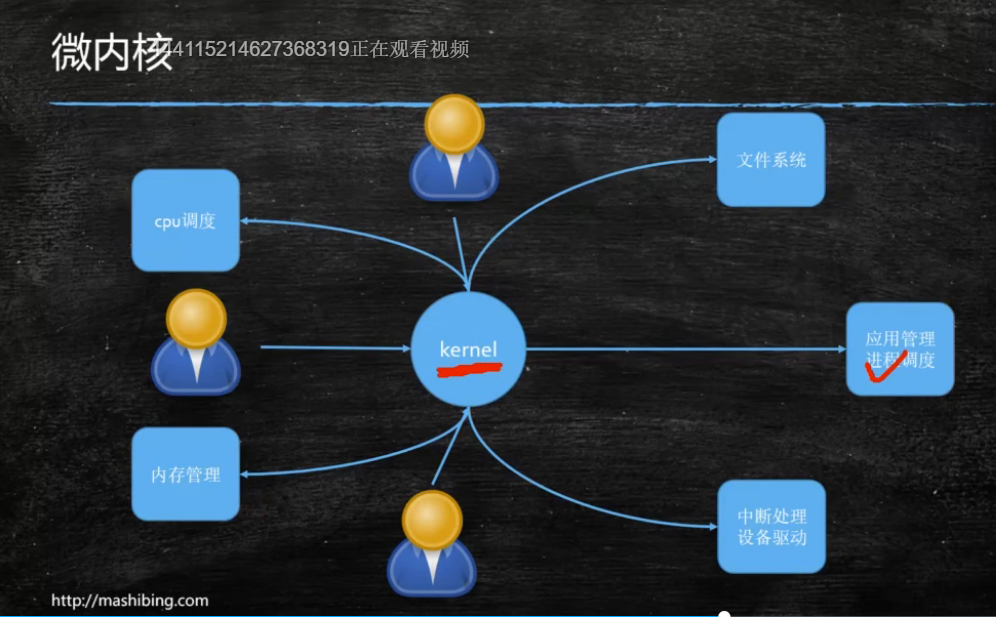 微内核
444115214627368319正在观看视频
文件系统
cpu调度
kernel
应用管理
进程调度
内存管理
中断处理
设备驱动
http://mashibing.com